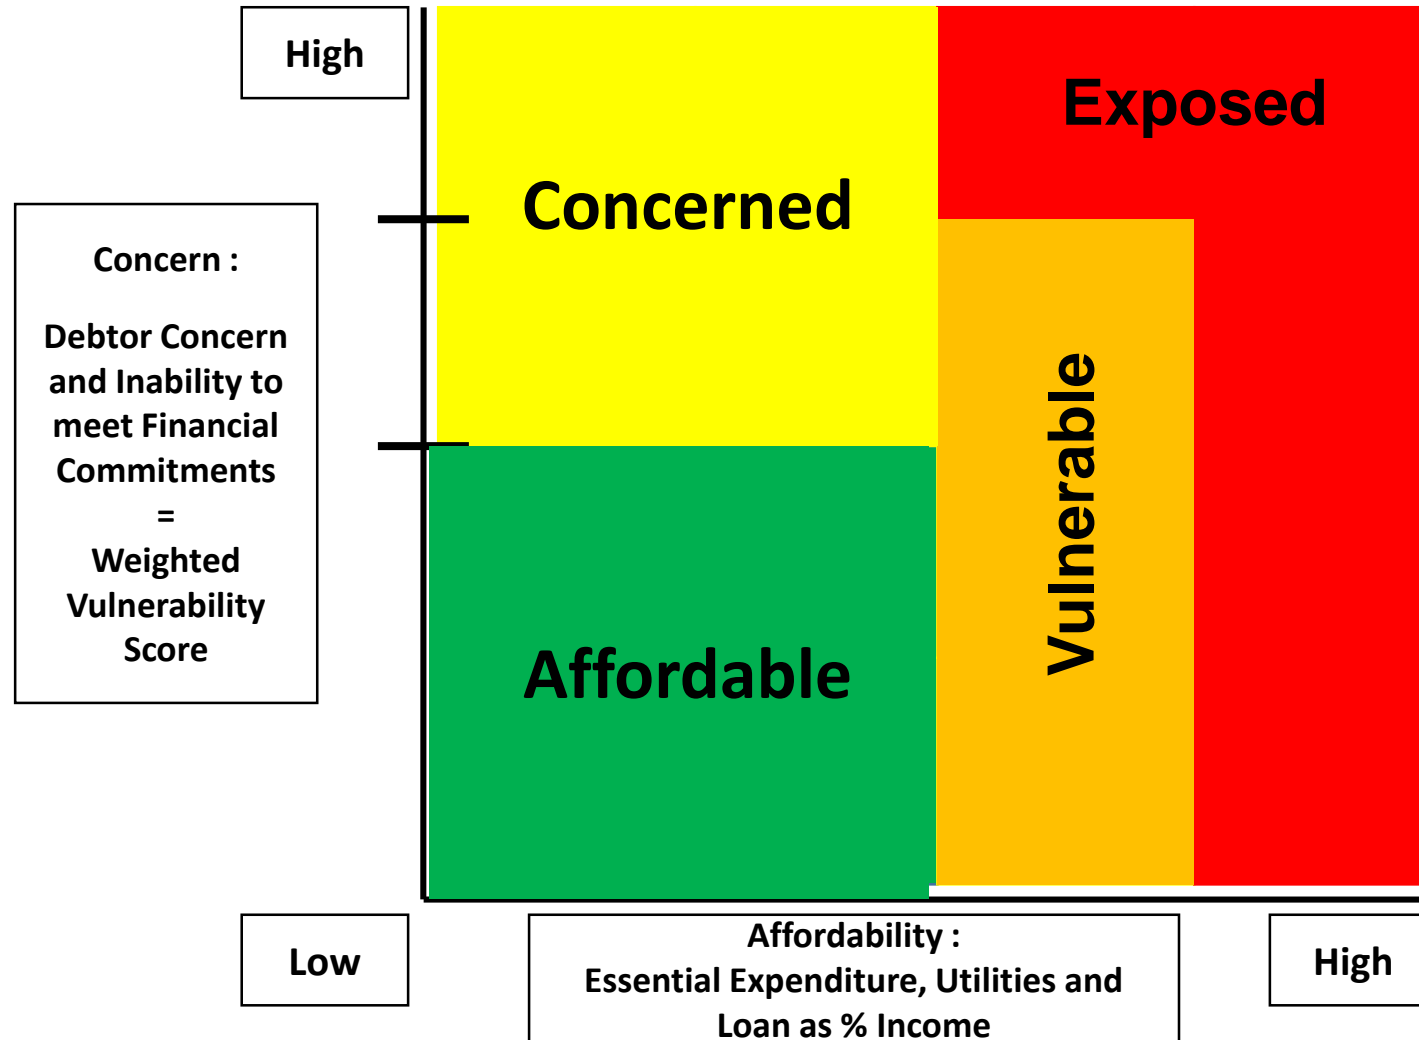 High
Exposed
Concerned
Concern :
Debtor Concern
and Inability to
meet Financial
Commitments
=
Weighted
Vulnerability
Score
Vulnerable
Affordable
Low
Affordability :
Essential Expenditure, Utilities and
Loan as % Income
High